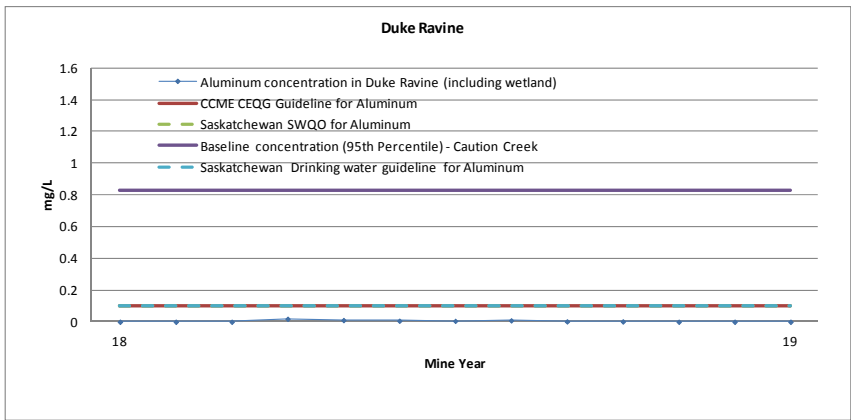 Duke Ravine
1.6
1.4
1.2
1
0.8
0.6
0.4
0.2
0
mg/L
Aluminum concentration in Duke Ravine (including wetland)
CCME CEQG Guideline for Aluminum
Saskatchewan SWQO for Aluminum
Baseline concentration (95th Percentile) - Caution Creek
Saskatchewan Drinking water guideline for Aluminum
18
19
Mine Year